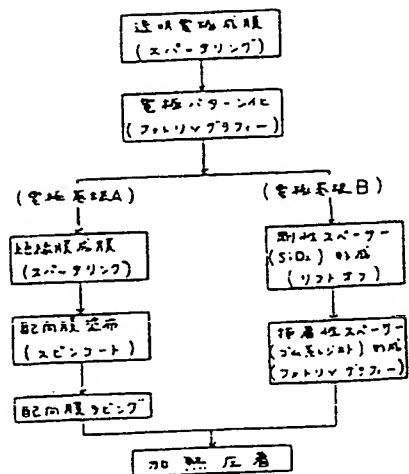 透明電極成膜
(スパータリング)
電極パターン化
(フォトリソグラフィー)
(電極基板A)
(電極基板B)
絶縁膜成膜
(スパータリング)
剛性スペーサー
(SiO₂)形成
(リフトオフ)
配向膜塗布
(スピンコート)
接着性スペーサー
(ゴム系レジスト)形成
(フォトリソグラフィー)
配向膜ラビング
加熱圧着